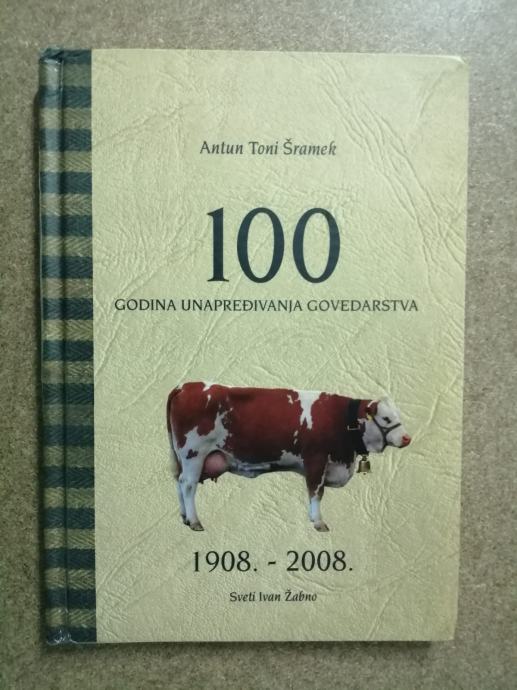 Antun Toni Šramek
100
GODINA UNAPREĐIVANJA GOVEDARSTVA
1908. - 2008.
Sveti Ivan Žabno